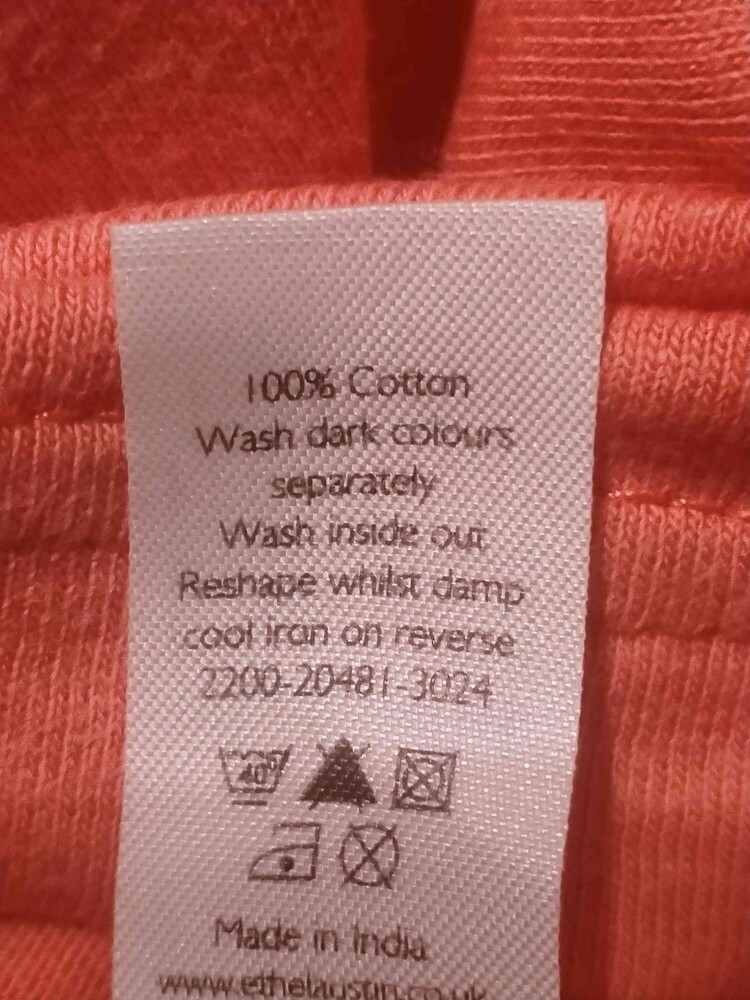 100% Cotton
Wash dark colours
separately
Wash inside out
Reshape whilst damp
cool iron on reverse
2200-20481-3024
40°
Made in India
www.ethelaustin.co.uk